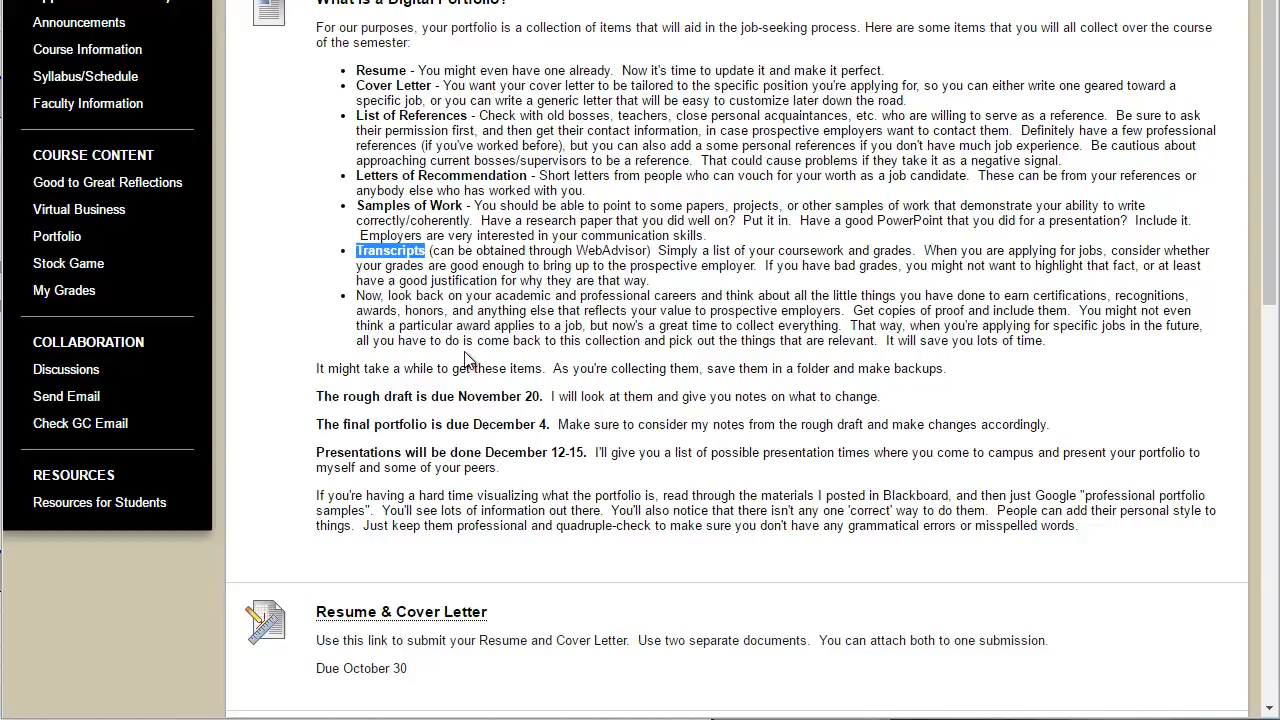 Announcements
Course Information
Syllabus/Schedule
Faculty Information
COURSE CONTENT
Good to Great Reflections
Virtual Business
Portfolio
Stock Game
My Grades
COLLABORATION
Discussions
Send Email
Check GC Email
RESOURCES
Resources for Students
What is a Digital Portfolio?
For our purposes, your portfolio is a collection of items that will aid in the job-seeking process. Here are some items that you will all collect over the course
of the semester:
• Resume - You might even have one already. Now it's time to update it and make it perfect.
• Cover Letter - You want your cover letter to be tailored to the specific position you're applying for, so you can either write one geared toward a
specific job, or you can write a generic letter that will be easy to customize later down the road.
• List of References - Check with old bosses, teachers, close personal acquaintances, etc. who are willing to serve as a reference. Be sure to ask
their permission first, and then get their contact information, in case prospective employers want to contact them. Definitely have a few professional
references (if you've worked before), but you can also add a some personal references if you don't have much job experience. Be cautious about
approaching current bosses/supervisors to be a reference. That could cause problems if they take it as a negative signal.
• Letters of Recommendation - Short letters from people who can vouch for your worth as a job candidate. These can be from your references or
anybody else who has worked with you.
• Samples of Work - You should be able to point to some papers, projects, or other samples of work that demonstrate your ability to write
correctly/coherently. Have a research paper that you did well on? Put it in. Have a good PowerPoint that you did for a presentation? Include it.
Employers are very interested in your communication skills.
• Transcripts (can be obtained through WebAdvisor) Simply a list of your coursework and grades. When you are applying for jobs, consider whether
your grades are good enough to bring up to the prospective employer. If you have bad grades, you might not want to highlight that fact, or at least
have a good justification for why they are that way.
• Now, look back on your academic and professional careers and think about all the little things you have done to earn certifications, recognitions,
awards, honors, and anything else that reflects your value to prospective employers. Get copies of proof and include them. You might not even
think a particular award applies to a job, but now's a great time to collect everything. That way, when you're applying for specific jobs in the future,
all you have to do is come back to this collection and pick out the things that are relevant. It will save you lots of time.
It might take a while to get these items. As you're collecting them, save them in a folder and make backups.
The rough draft is due November 20. I will look at them and give you notes on what to change.
The final portfolio is due December 4. Make sure to consider my notes from the rough draft and make changes accordingly.
Presentations will be done December 12-15. I'll give you a list of possible presentation times where you come to campus and present your portfolio to
myself and some of your peers.
If you're having a hard time visualizing what the portfolio is, read through the materials I posted in Blackboard, and then just Google "professional portfolio
samples". You'll see lots of information out there. You'll also notice that there isn't any one 'correct' way to do them. People can add their personal style to
things. Just keep them professional and quadruple-check to make sure you don't have any grammatical errors or misspelled words.
Resume & Cover Letter
Use this link to submit your Resume and Cover Letter. Use two separate documents. You can attach both to one submission.
Due October 30